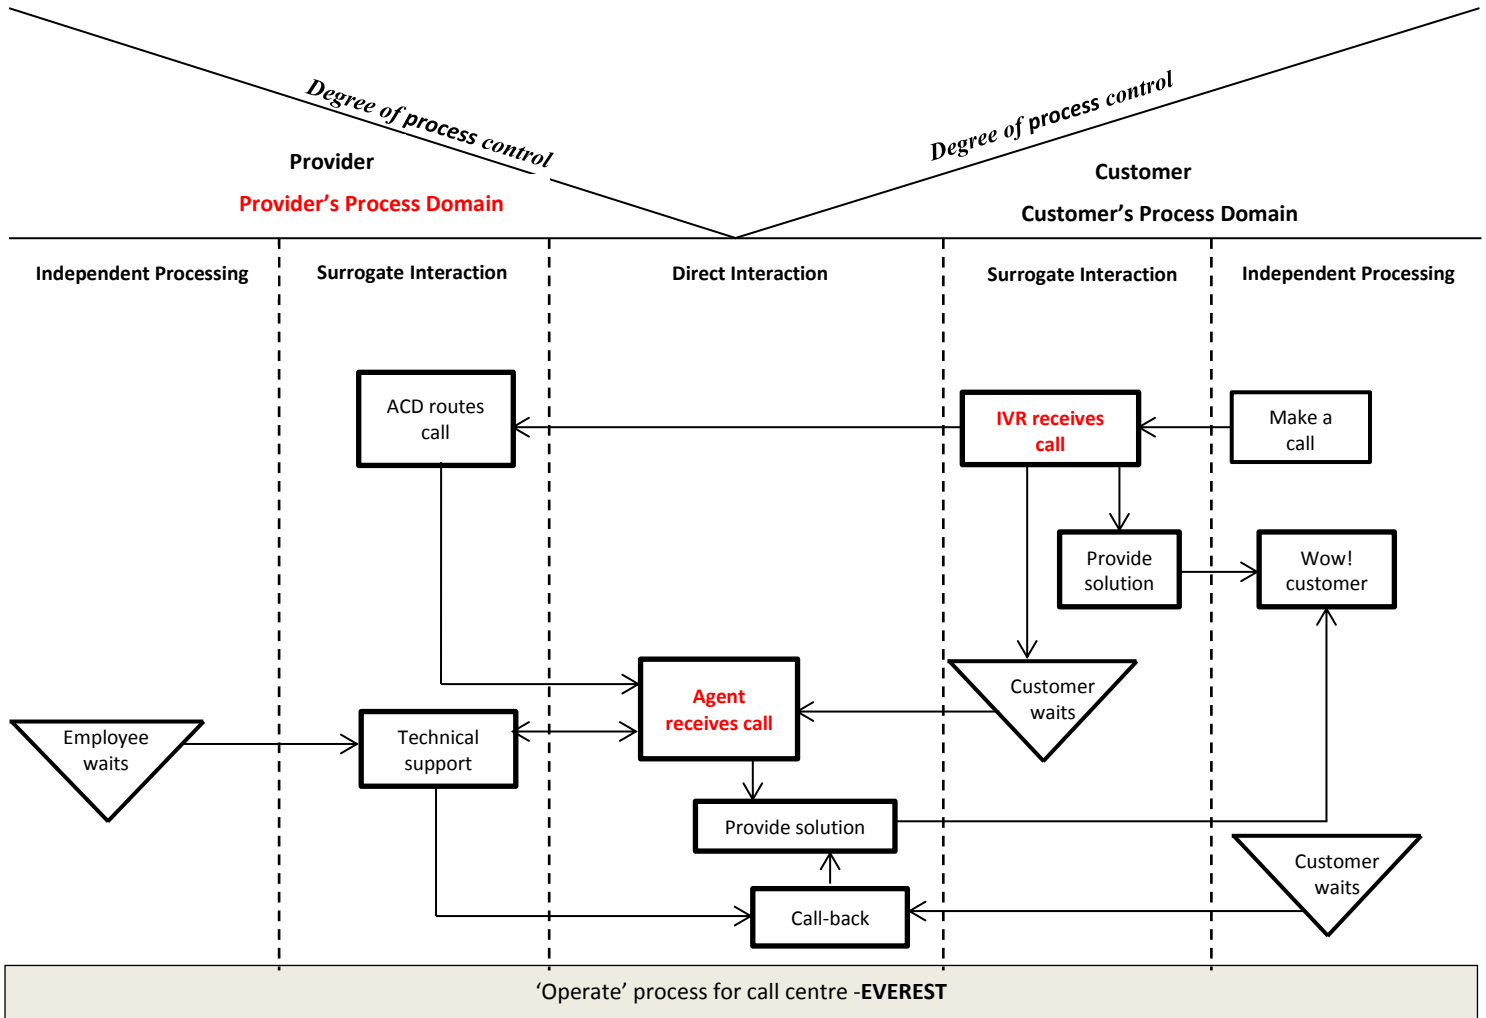 Degree of process control
Degree of process control
Provider
Provider’s Process Domain
Customer
Customer’s Process Domain
Independent Processing
Surrogate Interaction
Direct Interaction
Surrogate Interaction
Independent Processing
ACD routes
call
IVR receives
call
Make a
call
Provide
solution
Wow!
customer
Agent
receives call
Customer
waits
Employee
waits
Technical
support
Provide solution
Customer
waits
Call-back
‘Operate’ process for call centre -EVEREST